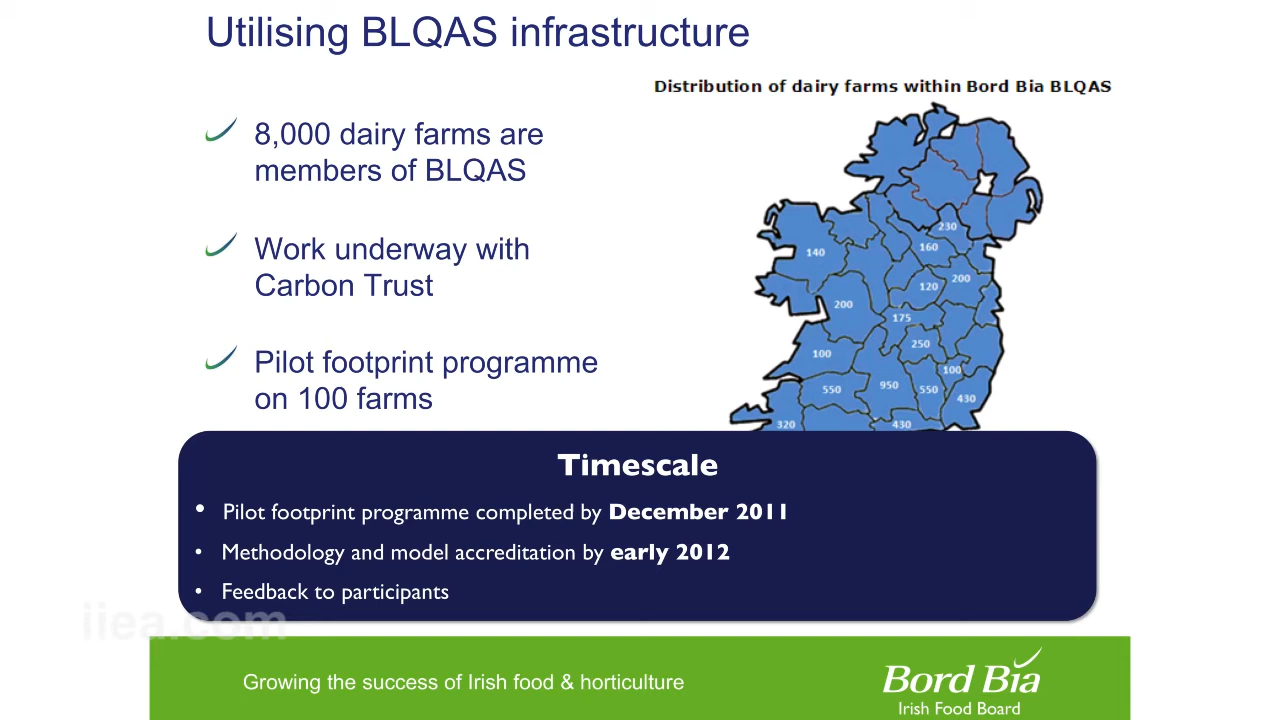 Utilising BLQAS infrastructure
Distribution of dairy farms within Bord Bia BLQAS
8,000 dairy farms are
members of BLQAS
Work underway with
Carbon Trust
Pilot footprint programme
on 100 farms
230
140
160
200
120
200
175
250
100
100
550
950
550
430
320
430
Timescale
• Pilot footprint programme completed by December 2011
• Methodology and model accreditation by early 2012
• Feedback to participants
iiea.com
Growing the success of Irish food & horticulture
Bord Bia
Irish Food Board